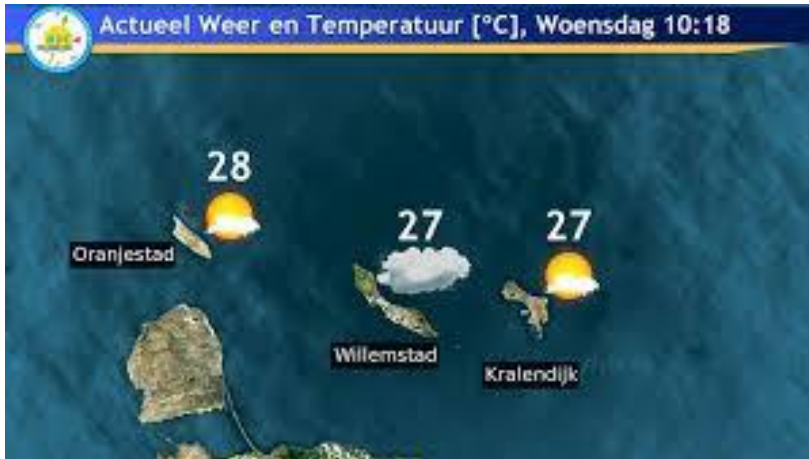 Actueel Weer en Temperatuur [°C], Woensdag 10:18
28
Oranjestad
27
Willemstad
27
Kralendijk